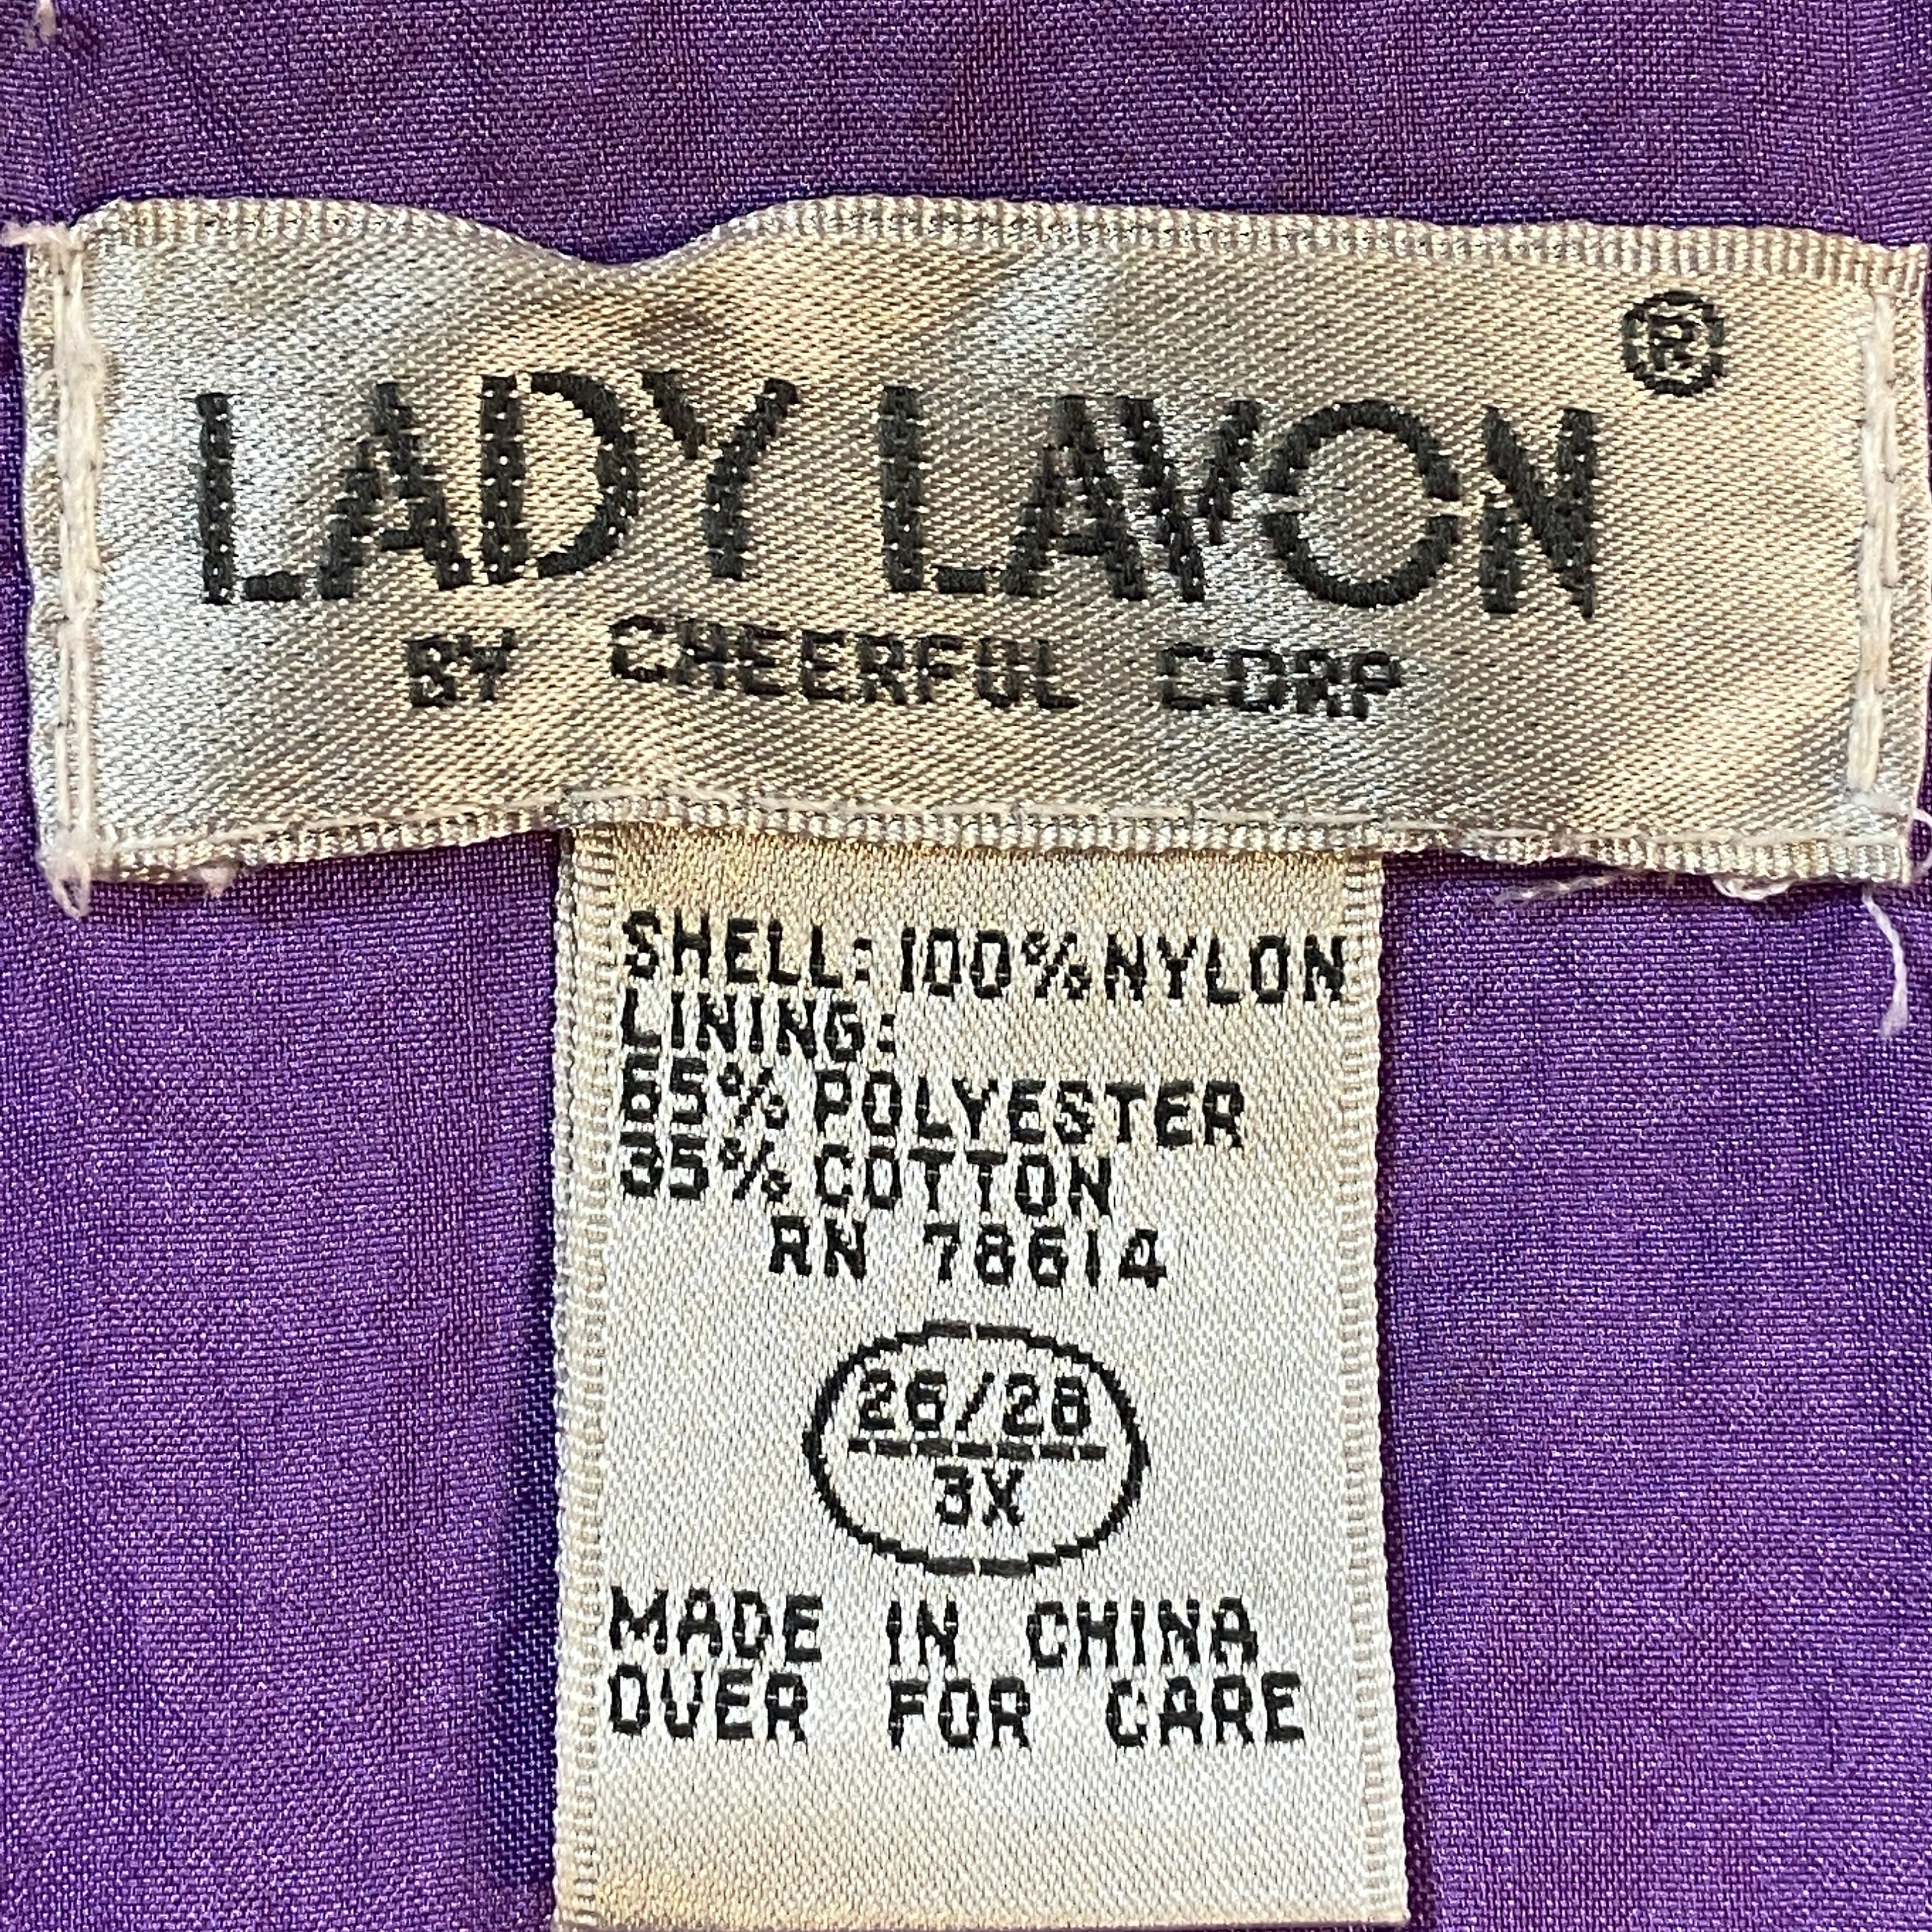 LADY LAVON ®
BY CHEERFUL CORP
SHELL: 100% NYLON
LINING:
65% POLYESTER
35% COTTON
RN 78614
26/28
3X
MADE IN CHINA
OVER FOR CARE